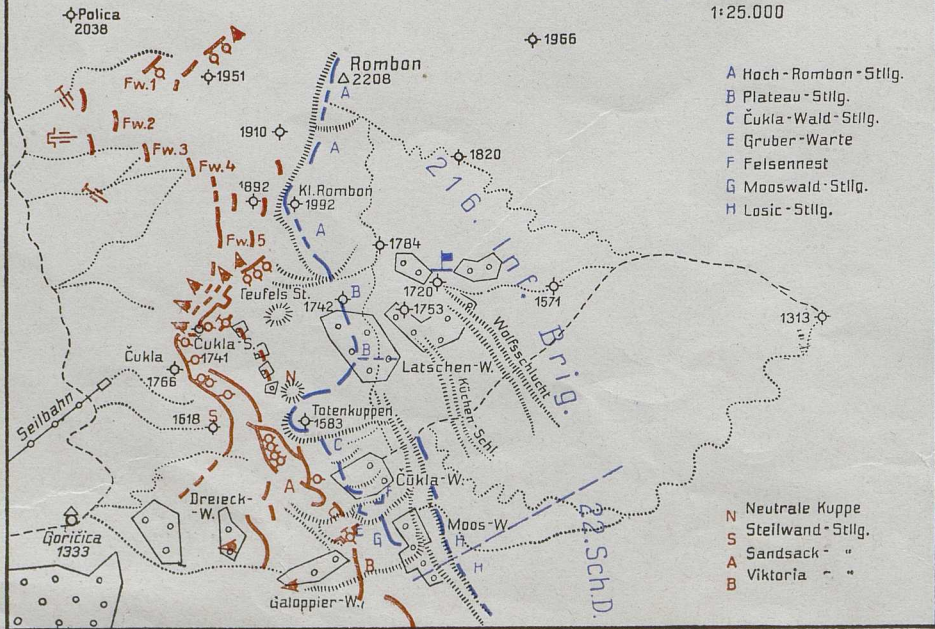 1:25.000
Polica
2038
1966
Rombon
2208
1951
Fw.1
A
A Hoch-Rombon-Stllg.
B Plateau-Stllg.
C Čukla-Wald-Stllg.
E Gruber-Warte
F Felsennest
G Mooswald-Stllg.
H Losic-Stllg.
Fw.2
1910
Fw.3
A
1820
Fw.4
216. Inf. Brig.
1892
Kl.Rombon
1992
A
Fw.5
1784
Teufels St.
1742
B
1720
1571
1753
1313
Čukla-S.
1741
B
Wolfsschlucht
Čukla
1766
Latschen-W.
N
Küchen Schl.
Seilbahn
Totenkuppen
1583
1618
S
C
A
Čukla-W.
F
Dreieck-
-W.
Goričica
1333
E
G
Moos-W.
H
H
22.Sch.D.
B
Galoppier-W.
N Neutrale Kuppe
S Steilwand-Stllg.
A Sandsack- - "
B Viktoria - - "